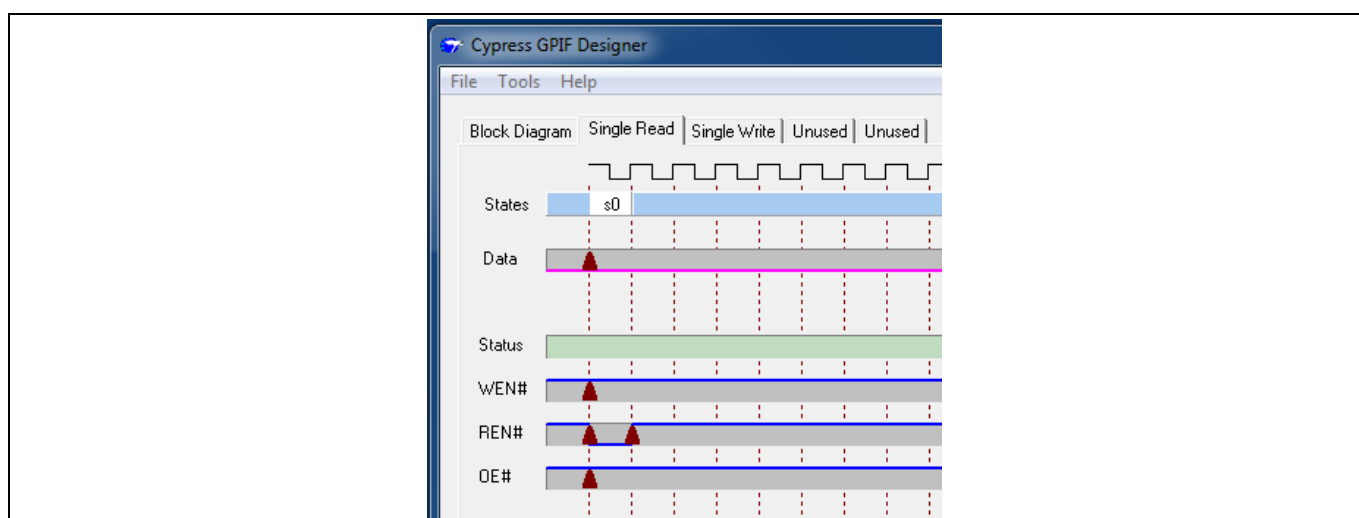 Cypress GPIF Designer
File Tools Help
Block Diagram Single Read Single Write Unused Unused
States s0
Data
Status
WEN#
REN#
OE#